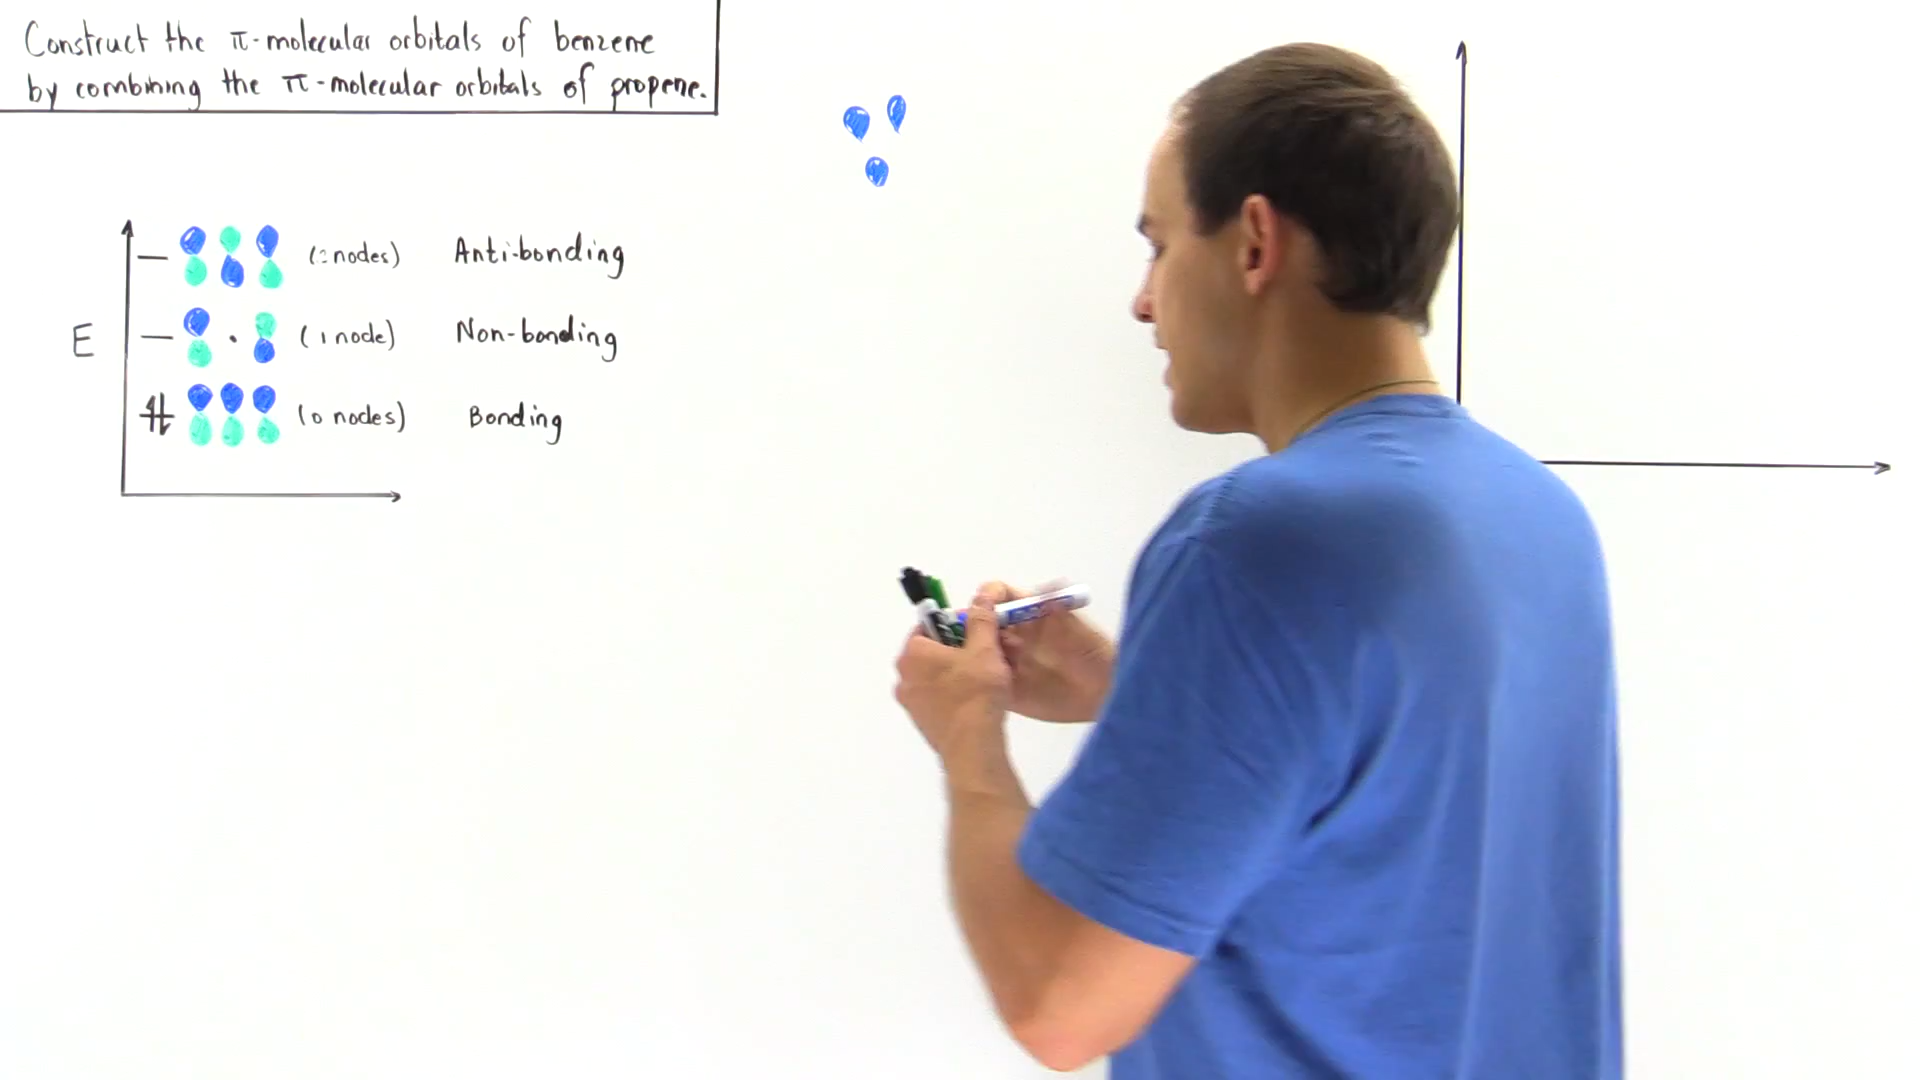 Construct the π-molecular orbitals of benzene
by combining the π-molecular orbitals of propene.
(2 nodes) Anti-bonding
E
(1 node) Non-bonding
(0 nodes) Bonding